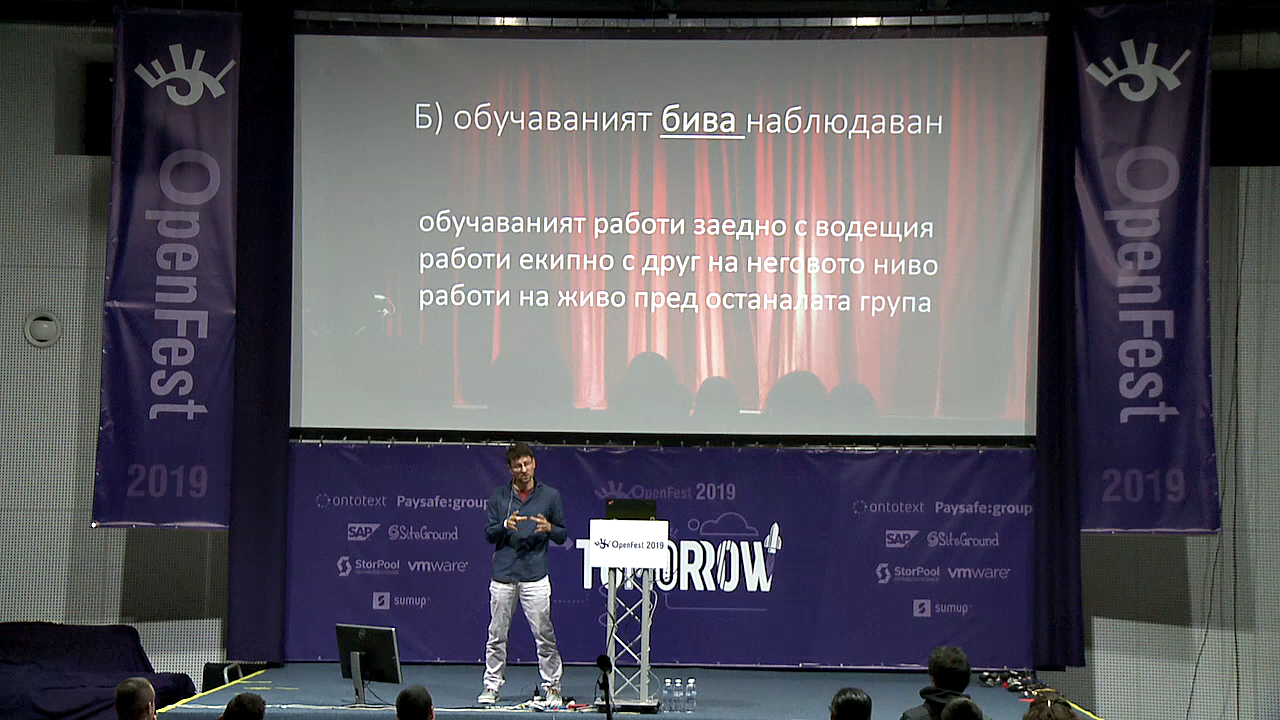 Б) обучаваният бива наблюдаван
обучаваният работи заедно с водещия
работи екипно с друг на неговото ниво
работи на живо пред останалата група
OpenFest
2019
OpenFest
2019
ontotext Paysafe:group
SAP SiteGround
StorPool vmware
sumup
OpenFest 2019
OpenFest 2019
TOMORROW
ontotext Paysafe:group
SAP SiteGround
StorPool vmware
sumup